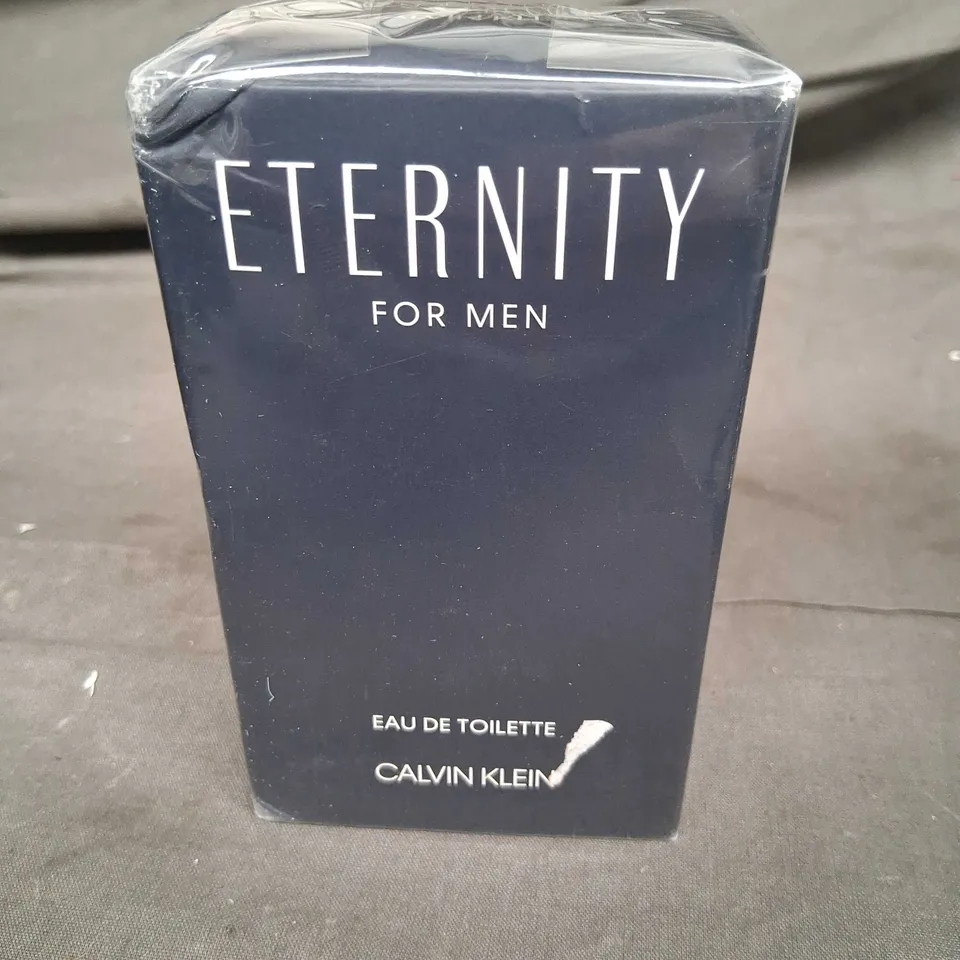 ETERNITY
FOR MEN
EAU DE TOILETTE
CALVIN KLEIN